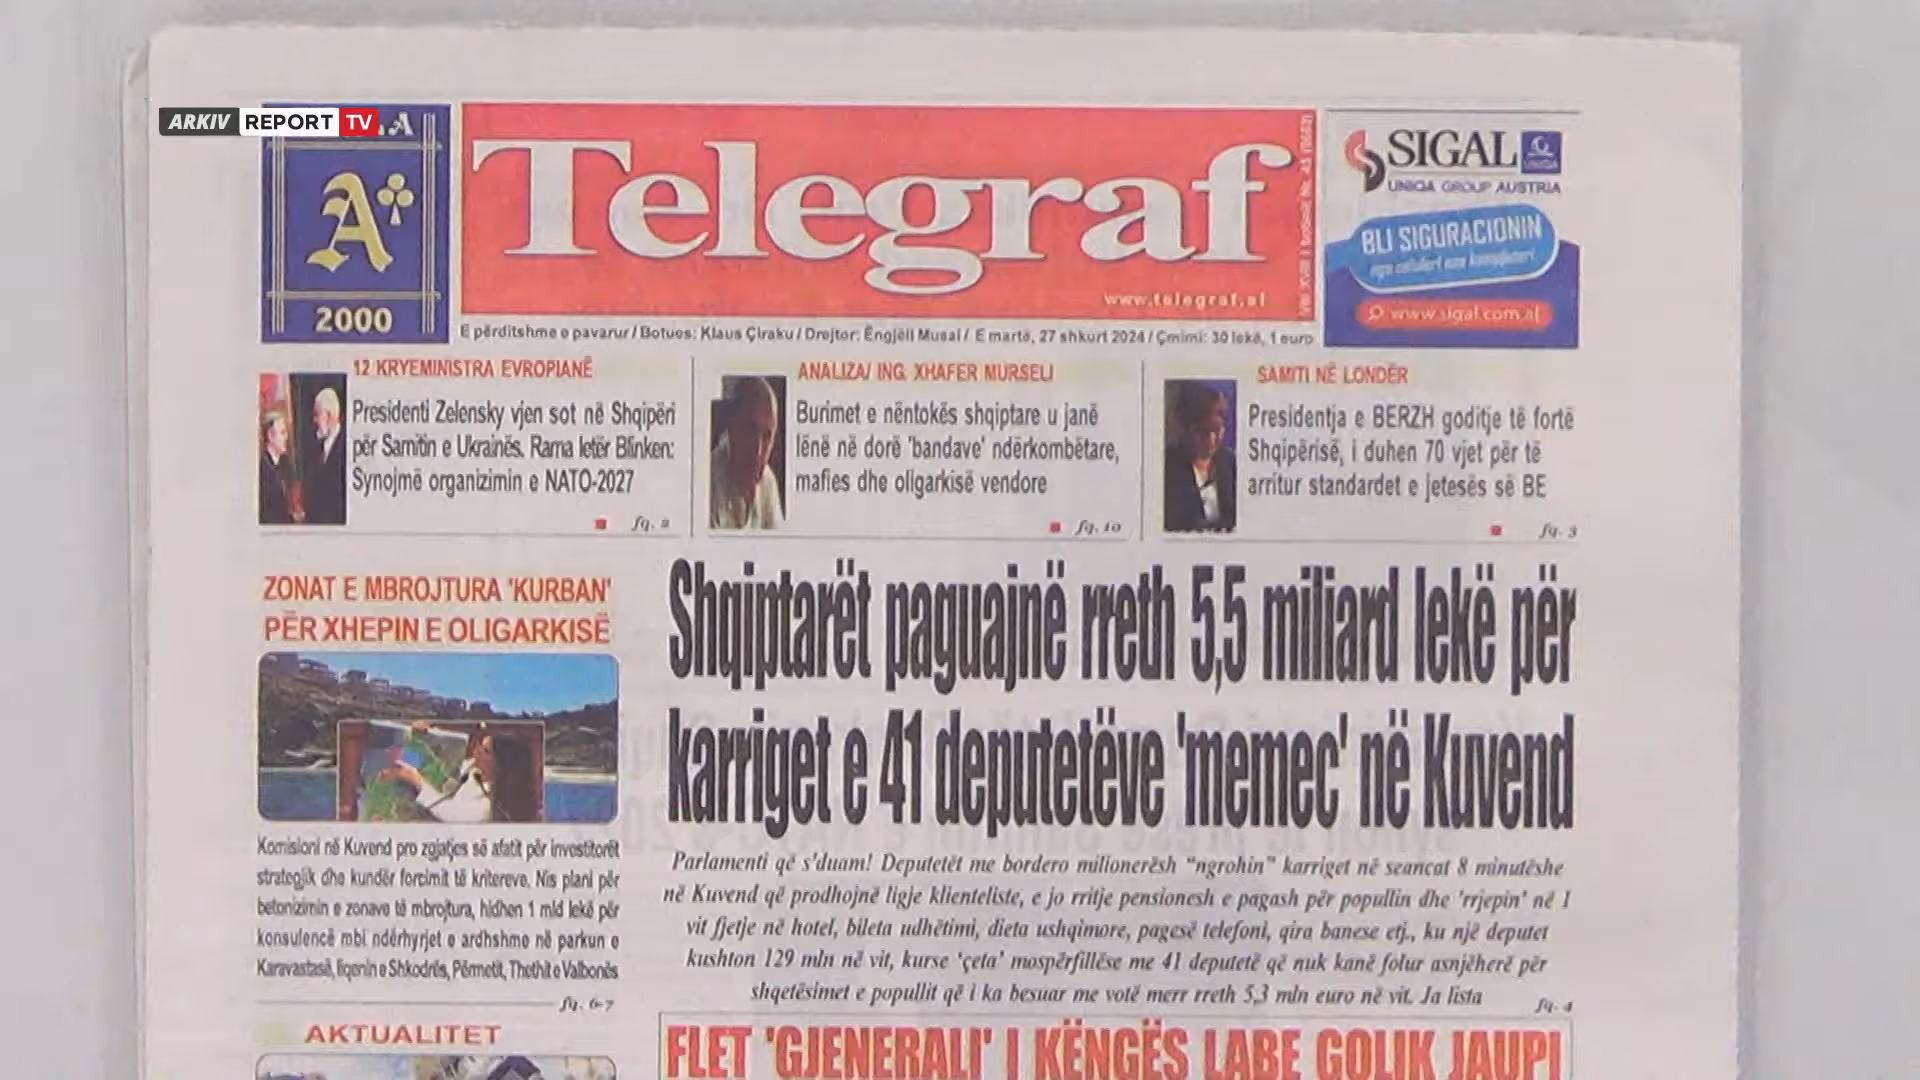 ARKIV REPORT TV
A
2000
Telegraf
www.telegraf.al
SIGAL
UNIQA
UNIQA GROUP AUSTRIA
BLI SIGURACIONIN
nga celulari ose kompjuteri
www.sigal.com.al
E përditshme e pavarur / Botues: Klaus Çiraku / Drejtor: Ëngjëll Musai / E martë, 27 shkurt 2024 / Çmimi: 30 lekë, 1 euro
12 KRYEMINISTRA EVROPIANË
Presidenti Zelensky vjen sot në Shqipëri
për Samitin e Ukrainës. Rama letër Blinken:
Synojmë organizimin e NATO-2027
fq. 2
ANALIZA/ ING. XHAFER MURSELI
Burimet e nëntokës shqiptare u janë
lënë në dorë 'bandave' ndërkombëtare,
mafies dhe oligarkisë vendore
fq. 10
SAMITI NË LONDËR
Presidentja e BERZH goditje të fortë
Shqipërisë, i duhen 70 vjet për të
arritur standardet e jetesës së BE
fq. 3
ZONAT E MBROJTURA 'KURBAN'
PËR XHEPIN E OLIGARKISË
Komisioni në Kuvend pro zgjatjes së afatit për investitorët
strategjik dhe kundër forcimit të kritereve. Nis plani për
betonizimin e zonave të mbrojtura, hidhen 1 mld lekë për
konsulencë mbi ndërhyrjet e ardhshme në parkun e
Karavastasë, liqenin e Shkodrës, Përmetit, Thethit e Valbonës
fq. 6-7
AKTUALITET
Shqiptarët paguajnë rreth 5,5 miliard lekë për
karriget e 41 deputetëve 'memec' në Kuvend
Parlamenti që s'duam! Deputetët me bordero milionerësh “ngrohin” karriget në seancat 8 minutëshe
në Kuvend që prodhojnë ligje klienteliste, e jo rritje pensionesh e pagash për popullin dhe 'rrjepin' në 1
vit fjetje në hotel, bileta udhëtimi, dieta ushqimore, pagesë telefoni, qira banese etj., ku një deputet
kushton 129 mln në vit, kurse 'çeta' mospërfillëse me 41 deputetë që nuk kanë folur asnjëherë për
shqetësimet e popullit që i ka besuar me votë merr rreth 5,3 mln euro në vit. Ja lista
fq. 4
FLET 'GJENERALI' I KËNGËS LABE GOLIK JAUPI